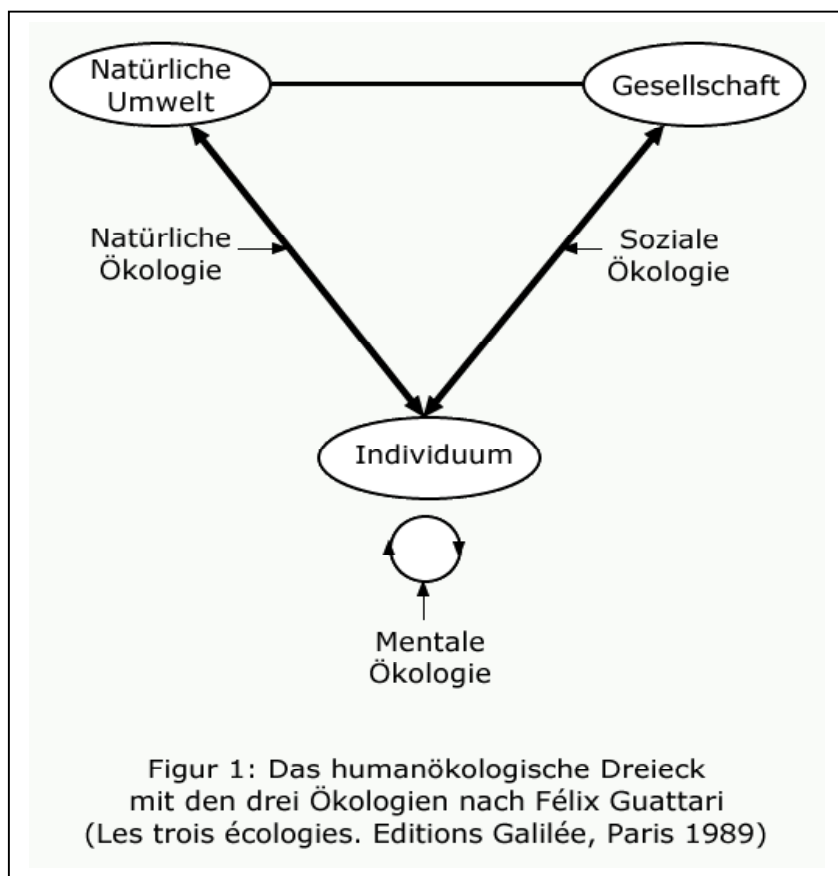 Natürliche
Umwelt
Gesellschaft
Natürliche
Ökologie
Soziale
Ökologie
Individuum
Mentale
Ökologie
Figur 1: Das humanökologische Dreieck
mit den drei Ökologien nach Félix Guattari
(Les trois écologies. Editions Galilée, Paris 1989)